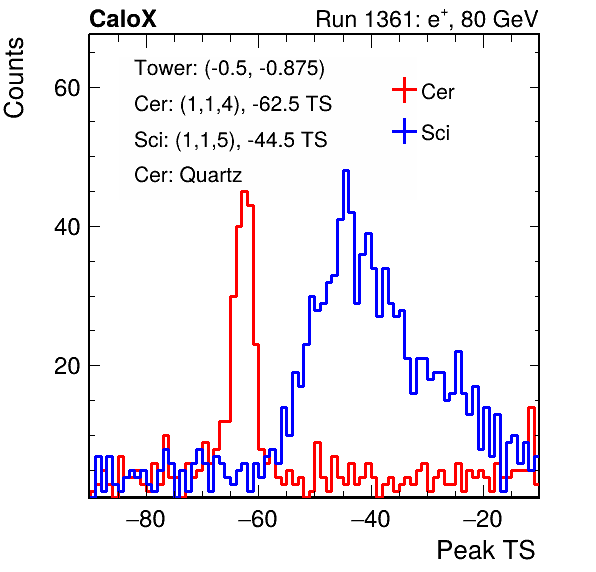 CaloX Run 1361: e⁺, 80 GeV
Counts
Tower: (-0.5, -0.875)
Cer: (1,1,4), -62.5 TS
Sci: (1,1,5), -44.5 TS
Cer: Quartz
Cer
Sci
60
40
20
−80 −60 −40 −20
Peak TS